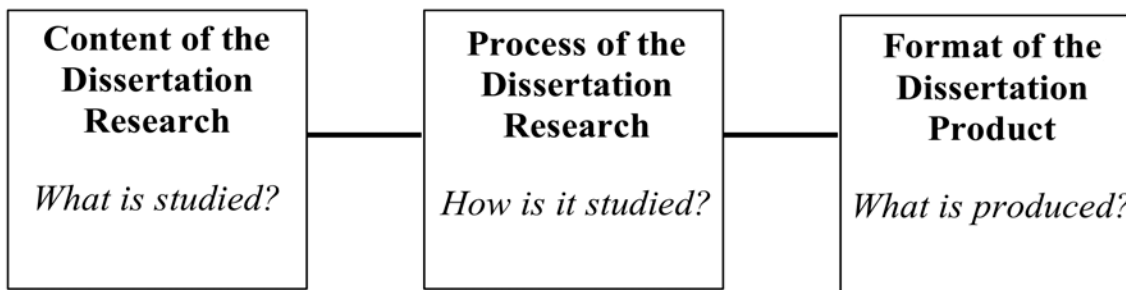 Content of the
Dissertation
Research
What is studied?
Process of the
Dissertation
Research
How is it studied?
Format of the
Dissertation
Product
What is produced?